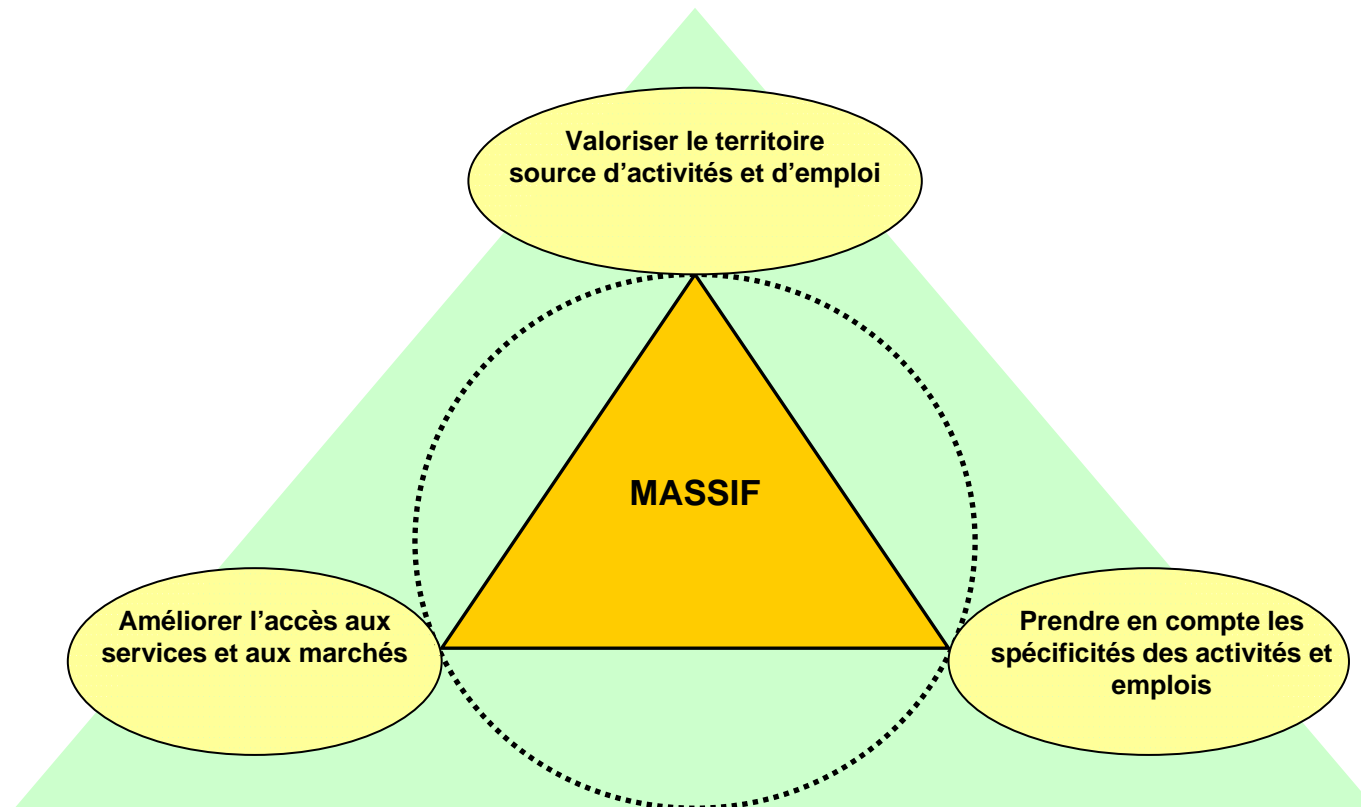 Valoriser le territoire
source d’activités et d’emploi
MASSIF
Améliorer l’accès aux
services et aux marchés
Prendre en compte les
spécificités des activités et
emplois